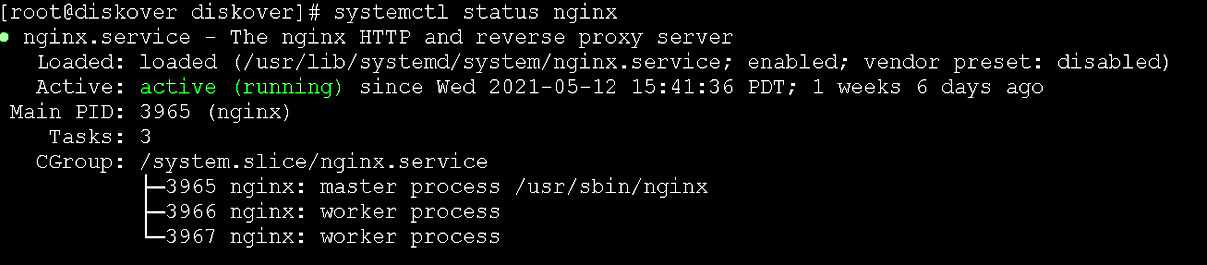 [root@diskover diskover]# systemctl status nginx
● nginx.service - The nginx HTTP and reverse proxy server
   Loaded: loaded (/usr/lib/systemd/system/nginx.service; enabled; vendor preset: disabled)
   Active: active (running) since Wed 2021-05-12 15:41:36 PDT; 1 weeks 6 days ago
 Main PID: 3965 (nginx)
    Tasks: 3
   CGroup: /system.slice/nginx.service
           ├─3965 nginx: master process /usr/sbin/nginx
           ├─3966 nginx: worker process
           └─3967 nginx: worker process